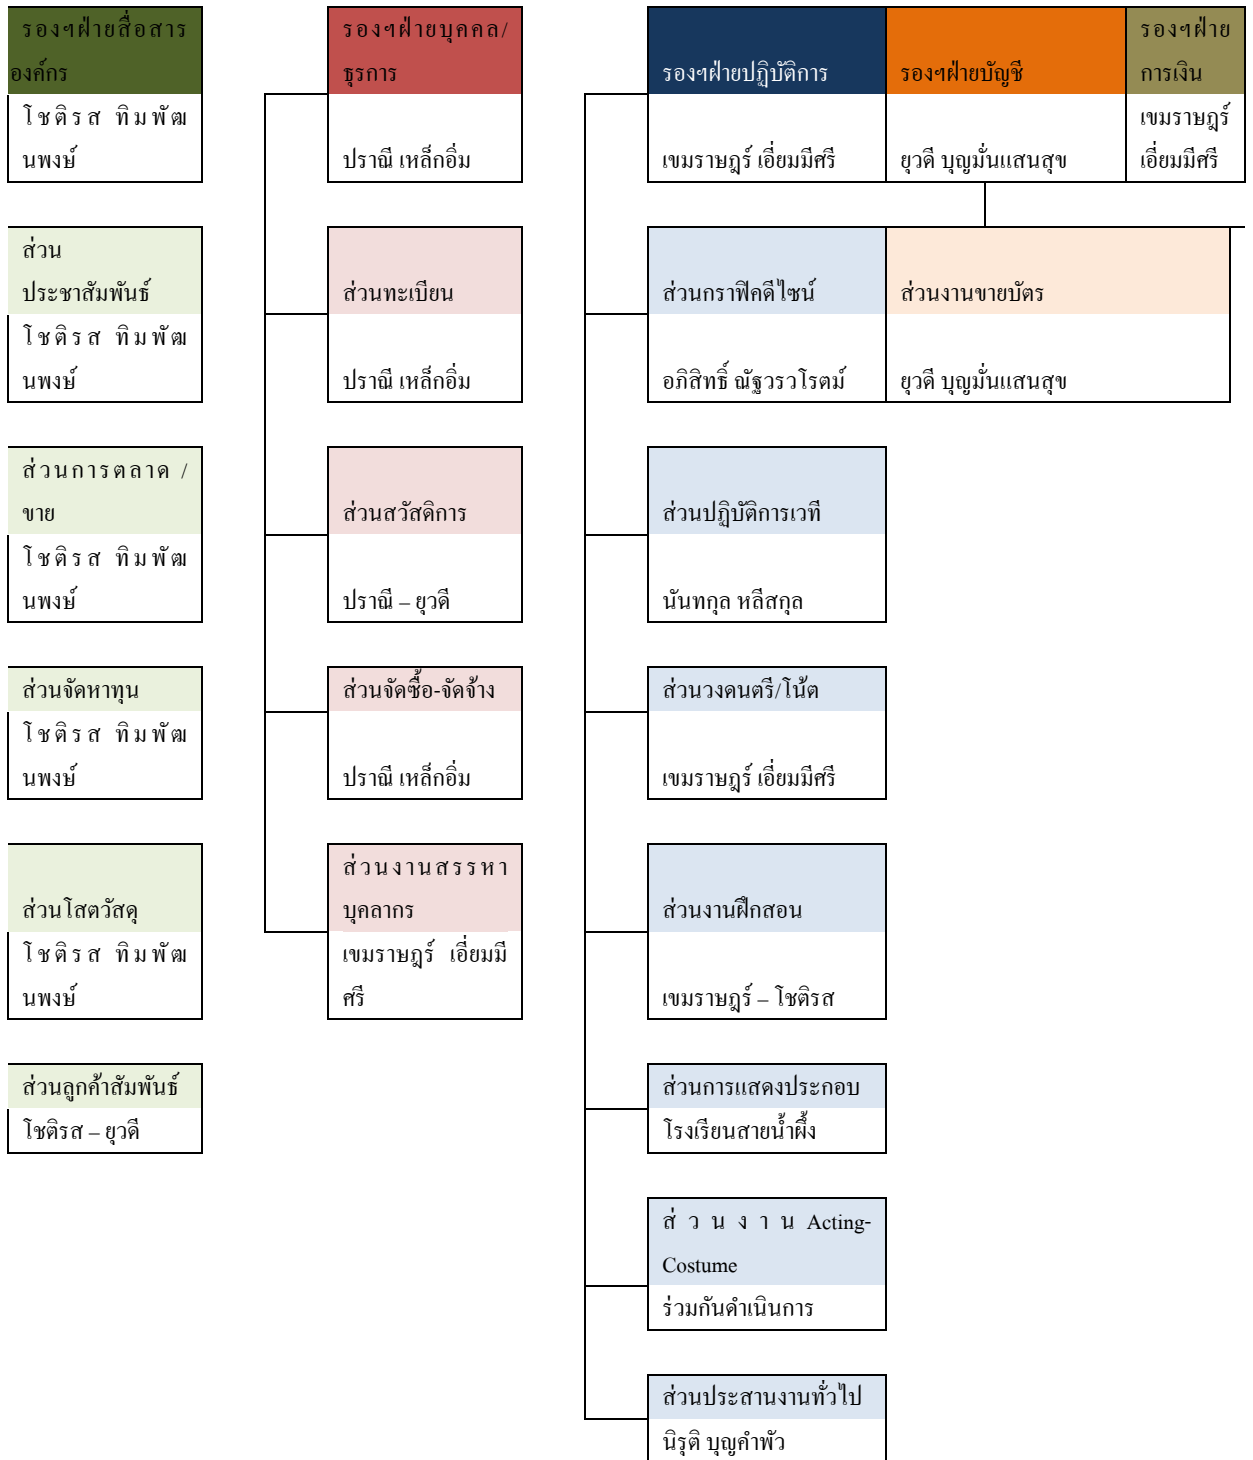 รองฯฝ่ายสื่อสาร
องค์กร
โชติรส ทิมพัฒ
นพงษ์
ส่วน
ประชาสัมพันธ์
โชติรส ทิมพัฒ
นพงษ์
ส่วนการตลาด /
ขาย
โชติรส ทิมพัฒ
นพงษ์
ส่วนจัดหาทุน
โชติรส ทิมพัฒ
นพงษ์
ส่วนโสตวัสดุ
โชติรส ทิมพัฒ
นพงษ์
ส่วนลูกค้าสัมพันธ์
โชติรส – ยุวดี
รองฯฝ่ายบุคคล/
ธุรการ
ปราณี เหล็กอิ่ม
ส่วนทะเบียน
ปราณี เหล็กอิ่ม
ส่วนสวัสดิการ
ปราณี – ยุวดี
ส่วนจัดซื้อ-จัดจ้าง
ปราณี เหล็กอิ่ม
ส่วนงานสรรหา
บุคลากร
เขมราษฎร์ เอี่ยมมี
ศรี
รองฯฝ่ายปฏิบัติการ
เขมราษฎร์ เอี่ยมมีศรี
ส่วนกราฟิคดีไซน์
อภิสิทธิ์ ณัฐวรวโรตม์
ส่วนปฏิบัติการเวที
นันทกุล หลีสกุล
ส่วนวงดนตรี/โน้ต
เขมราษฎร์ เอี่ยมมีศรี
ส่วนงานฝึกสอน
เขมราษฎร์ – โชติรส
ส่วนการแสดงประกอบ
โรงเรียนสายน้ำผึ้ง
ส่วนงาน Acting-
Costume
ร่วมกันดำเนินการ
ส่วนประสานงานทั่วไป
นิรุติ บุญคำพัว
รองฯฝ่ายบัญชี
ยุวดี บุญมั่นแสนสุข
ส่วนงานขายบัตร
ยุวดี บุญมั่นแสนสุข
รองฯฝ่าย
การเงิน
เขมราษฎร์
เอี่ยมมีศรี